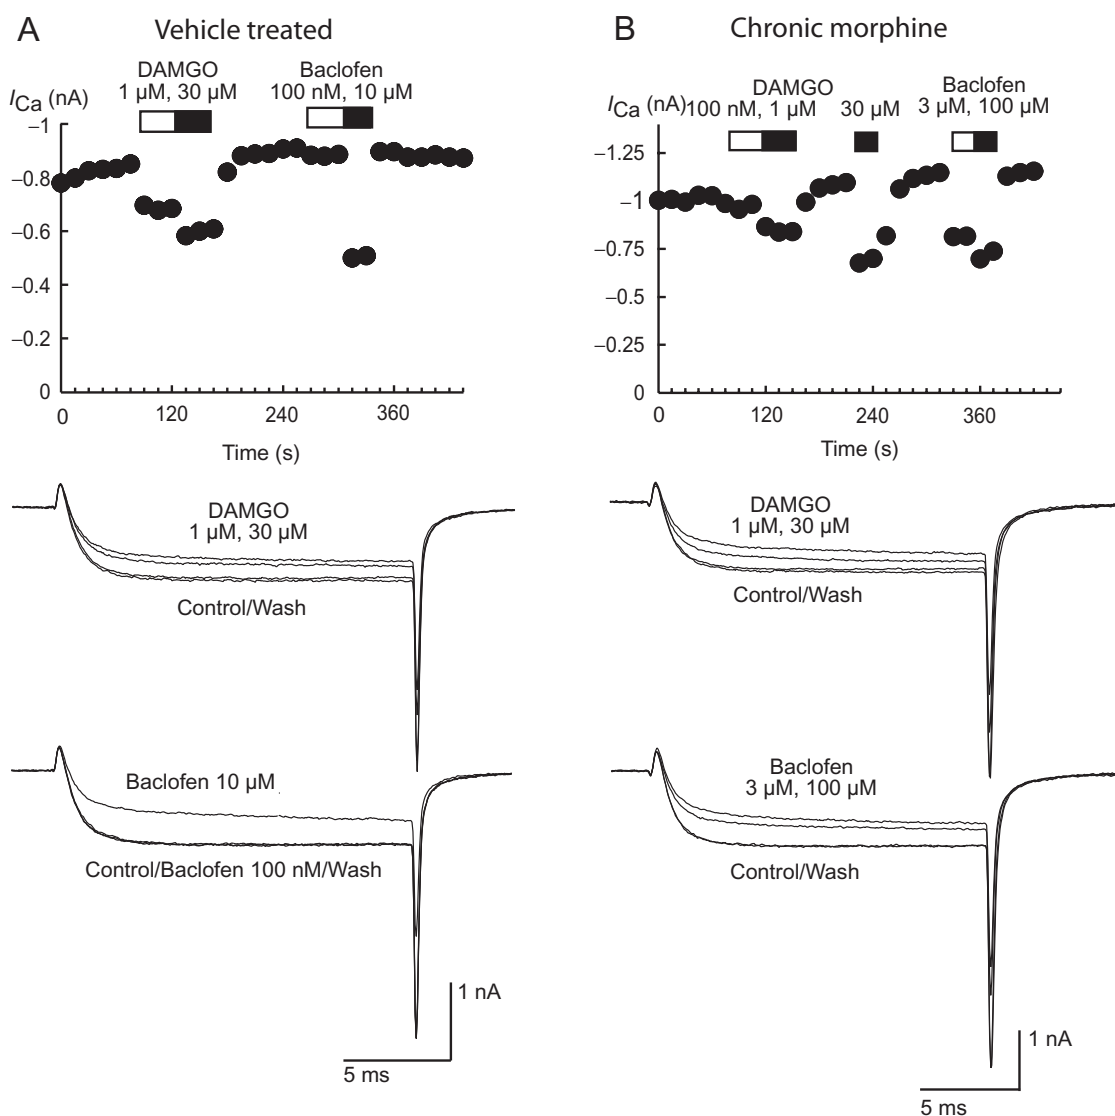 A
Vehicle treated
DAMGO
1 µM, 30 µM
Baclofen
100 nM, 10 µM
ICa (nA)
–1
–0.8
–0.6
–0.4
–0.2
0
0
120
240
360
Time (s)
DAMGO
1 µM, 30 µM
Control/Wash
Baclofen 10 µM
Control/Baclofen 100 nM/Wash
1 nA
5 ms
B
Chronic morphine
DAMGO
100 nM, 1 µM
30 µM
Baclofen
3 µM, 100 µM
ICa (nA)
–1.25
–1
–0.75
–0.5
–0.25
0
0
120
240
360
Time (s)
DAMGO
1 µM, 30 µM
Control/Wash
Baclofen
3 µM, 100 µM
Control/Wash
1 nA
5 ms